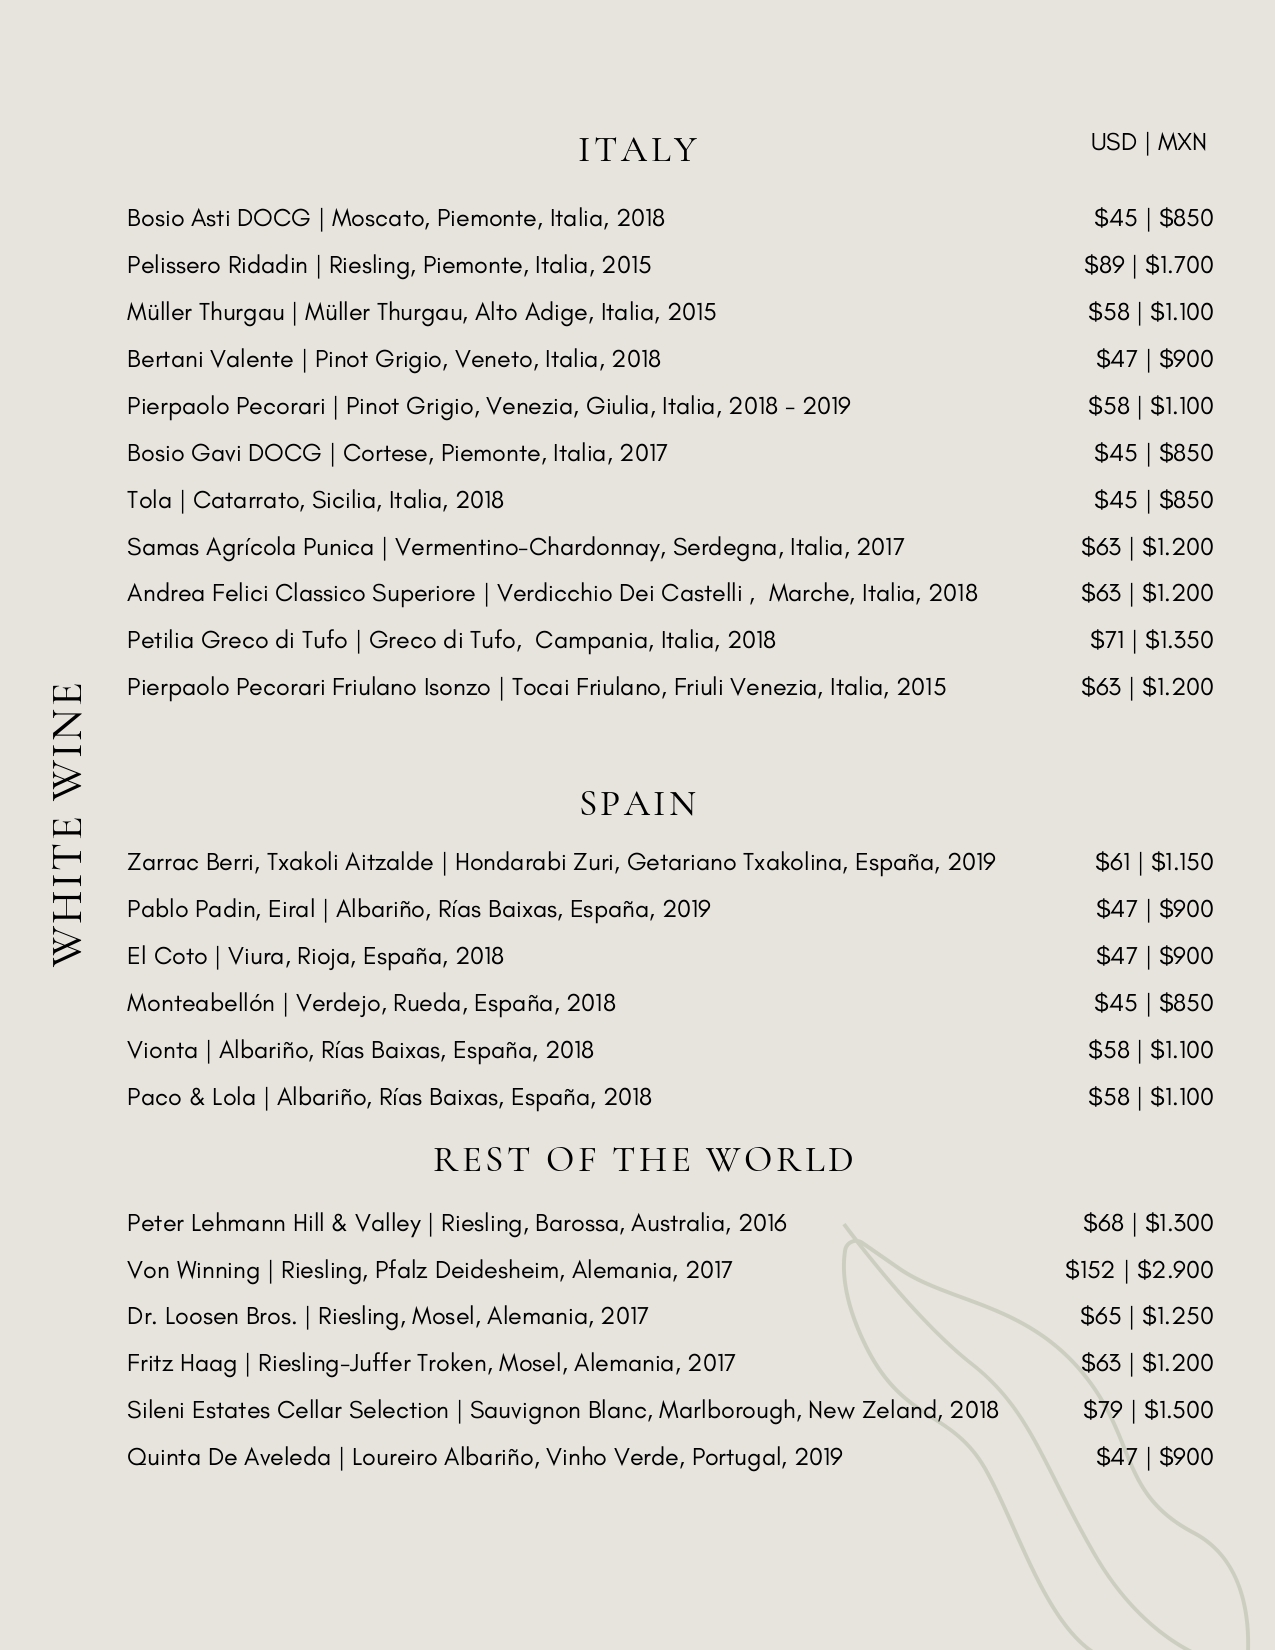 ITALY
USD | MXN
Bosio Asti DOCG | Moscato, Piemonte, Italia, 2018 $45 | $850
Pelissero Ridadin | Riesling, Piemonte, Italia, 2015 $89 | $1.700
Müller Thurgau | Müller Thurgau, Alto Adige, Italia, 2015 $58 | $1.100
Bertani Valente | Pinot Grigio, Veneto, Italia, 2018 $47 | $900
Pierpaolo Pecorari | Pinot Grigio, Venezia, Giulia, Italia, 2018 - 2019 $58 | $1.100
Bosio Gavi DOCG | Cortese, Piemonte, Italia, 2017 $45 | $850
Tola | Catarrato, Sicilia, Italia, 2018 $45 | $850
Samas Agrícola Punica | Vermentino-Chardonnay, Serdegna, Italia, 2017 $63 | $1.200
Andrea Felici Classico Superiore | Verdicchio Dei Castelli , Marche, Italia, 2018 $63 | $1.200
Petilia Greco di Tufo | Greco di Tufo, Campania, Italia, 2018 $71 | $1.350
Pierpaolo Pecorari Friulano Isonzo | Tocai Friulano, Friuli Venezia, Italia, 2015 $63 | $1.200
WHITE WINE
SPAIN
Zarrac Berri, Txakoli Aitzalde | Hondarabi Zuri, Getariano Txakolina, España, 2019 $61 | $1.150
Pablo Padin, Eiral | Albariño, Rías Baixas, España, 2019 $47 | $900
El Coto | Viura, Rioja, España, 2018 $47 | $900
Monteabellón | Verdejo, Rueda, España, 2018 $45 | $850
Vionta | Albariño, Rías Baixas, España, 2018 $58 | $1.100
Paco & Lola | Albariño, Rías Baixas, España, 2018 $58 | $1.100
REST OF THE WORLD
Peter Lehmann Hill & Valley | Riesling, Barossa, Australia, 2016 $68 | $1.300
Von Winning | Riesling, Pfalz Deidesheim, Alemania, 2017 $152 | $2.900
Dr. Loosen Bros. | Riesling, Mosel, Alemania, 2017 $65 | $1.250
Fritz Haag | Riesling-Juffer Troken, Mosel, Alemania, 2017 $63 | $1.200
Sileni Estates Cellar Selection | Sauvignon Blanc, Marlborough, New Zeland, 2018 $79 | $1.500
Quinta De Aveleda | Loureiro Albariño, Vinho Verde, Portugal, 2019 $47 | $900